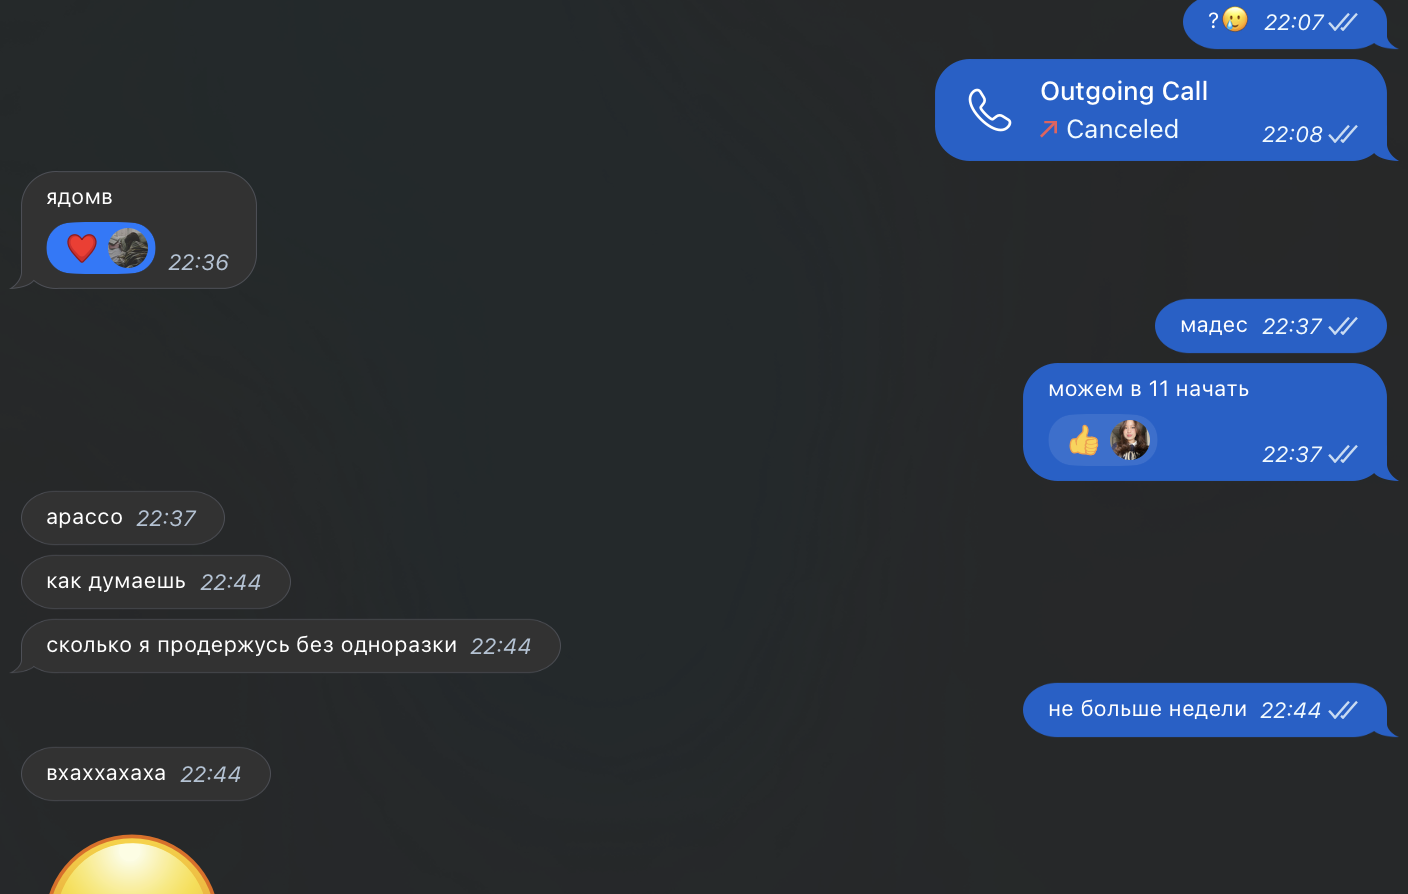 ?🥲 22:07
Outgoing Call
Canceled 22:08
ядомв
22:36
мадес 22:37
можем в 11 начать
22:37
арассо 22:37
как думаешь 22:44
сколько я продержусь без одноразки 22:44
не больше недели 22:44
вхаххахаха 22:44